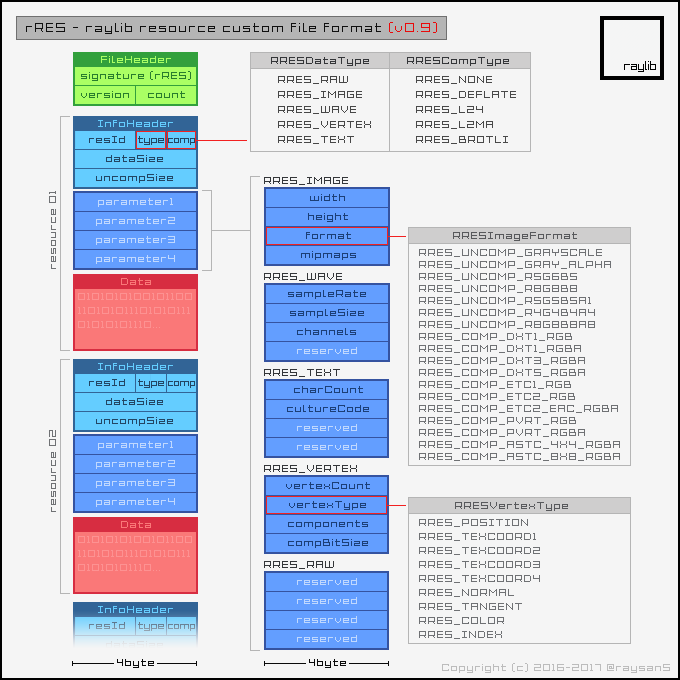 rRES - raylib resource custom file format (v0.9)
raylib
FileHeader
signature (rRES)
version count
resource 01
InfoHeader
resId type comp
dataSize
uncompSize
parameter1
parameter2
parameter3
parameter4
Data
resource 02
InfoHeader
resId type comp
dataSize
uncompSize
parameter1
parameter2
parameter3
parameter4
Data
InfoHeader
resId type comp
dataSize
4byte
RRESDataType
RRES_RAW
RRES_IMAGE
RRES_WAVE
RRES_VERTEX
RRES_TEXT
RRESCompType
RRES_NONE
RRES_DEFLATE
RRES_LZ4
RRES_LZMA
RRES_BROTLI
RRES_IMAGE
width
height
format
mipmaps
RRES_WAVE
sampleRate
sampleSize
channels
reserved
RRES_TEXT
charCount
cultureCode
reserved
reserved
RRES_VERTEX
vertexCount
vertexType
components
compBitSize
RRES_RAW
reserved
reserved
reserved
reserved
4byte
RRESImageFormat
RRES_UNCOMP_GRAYSCALE
RRES_UNCOMP_GRAY_ALPHA
RRES_UNCOMP_R5G6B5
RRES_UNCOMP_R8G8B8
RRES_UNCOMP_R5G5B5A1
RRES_UNCOMP_R4G4B4A4
RRES_UNCOMP_R8G8B8A8
RRES_COMP_DXT1_RGB
RRES_COMP_DXT1_RGBA
RRES_COMP_DXT3_RGBA
RRES_COMP_DXT5_RGBA
RRES_COMP_ETC1_RGB
RRES_COMP_ETC2_RGB
RRES_COMP_ETC2_EAC_RGBA
RRES_COMP_PVRT_RGB
RRES_COMP_PVRT_RGBA
RRES_COMP_ASTC_4X4_RGBA
RRES_COMP_ASTC_8X8_RGBA
RRESVertexType
RRES_POSITION
RRES_TEXCOORD1
RRES_TEXCOORD2
RRES_TEXCOORD3
RRES_TEXCOORD4
RRES_NORMAL
RRES_TANGENT
RRES_COLOR
RRES_INDEX
Copyright (c) 2016-2017 @raysan5